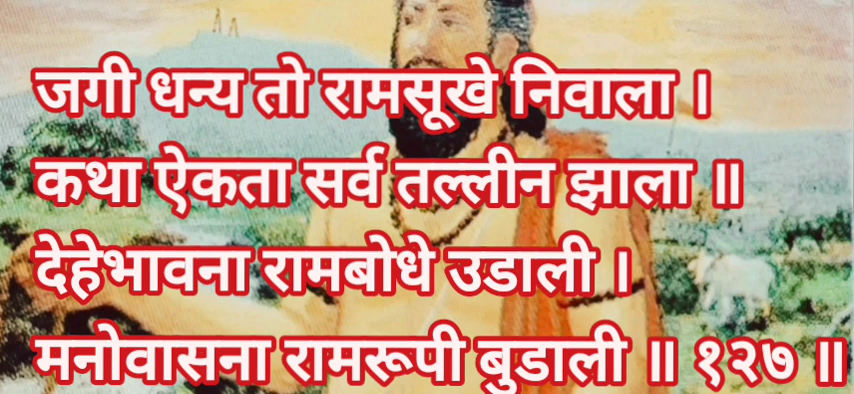 जगी धन्य तो रामसूखे निवाला ।
कथा ऐकता सर्व तल्लीन झाला ॥
देहेभावना रामबोधे उडाली ।
मनोवासना रामरूपी बुडाली ॥ १२७ ॥